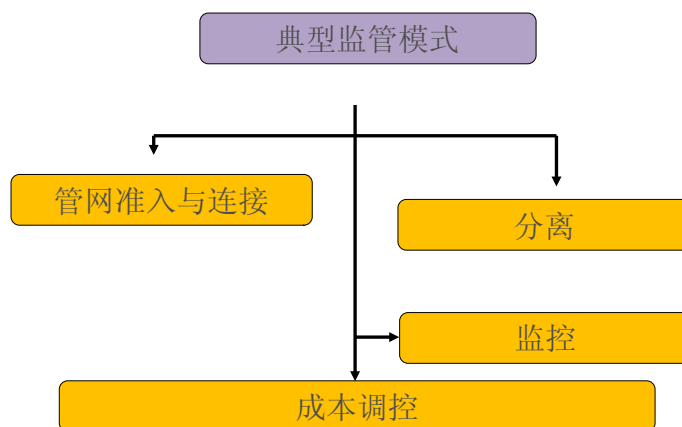 典型监管模式
管网准入与连接
分离
监控
成本调控